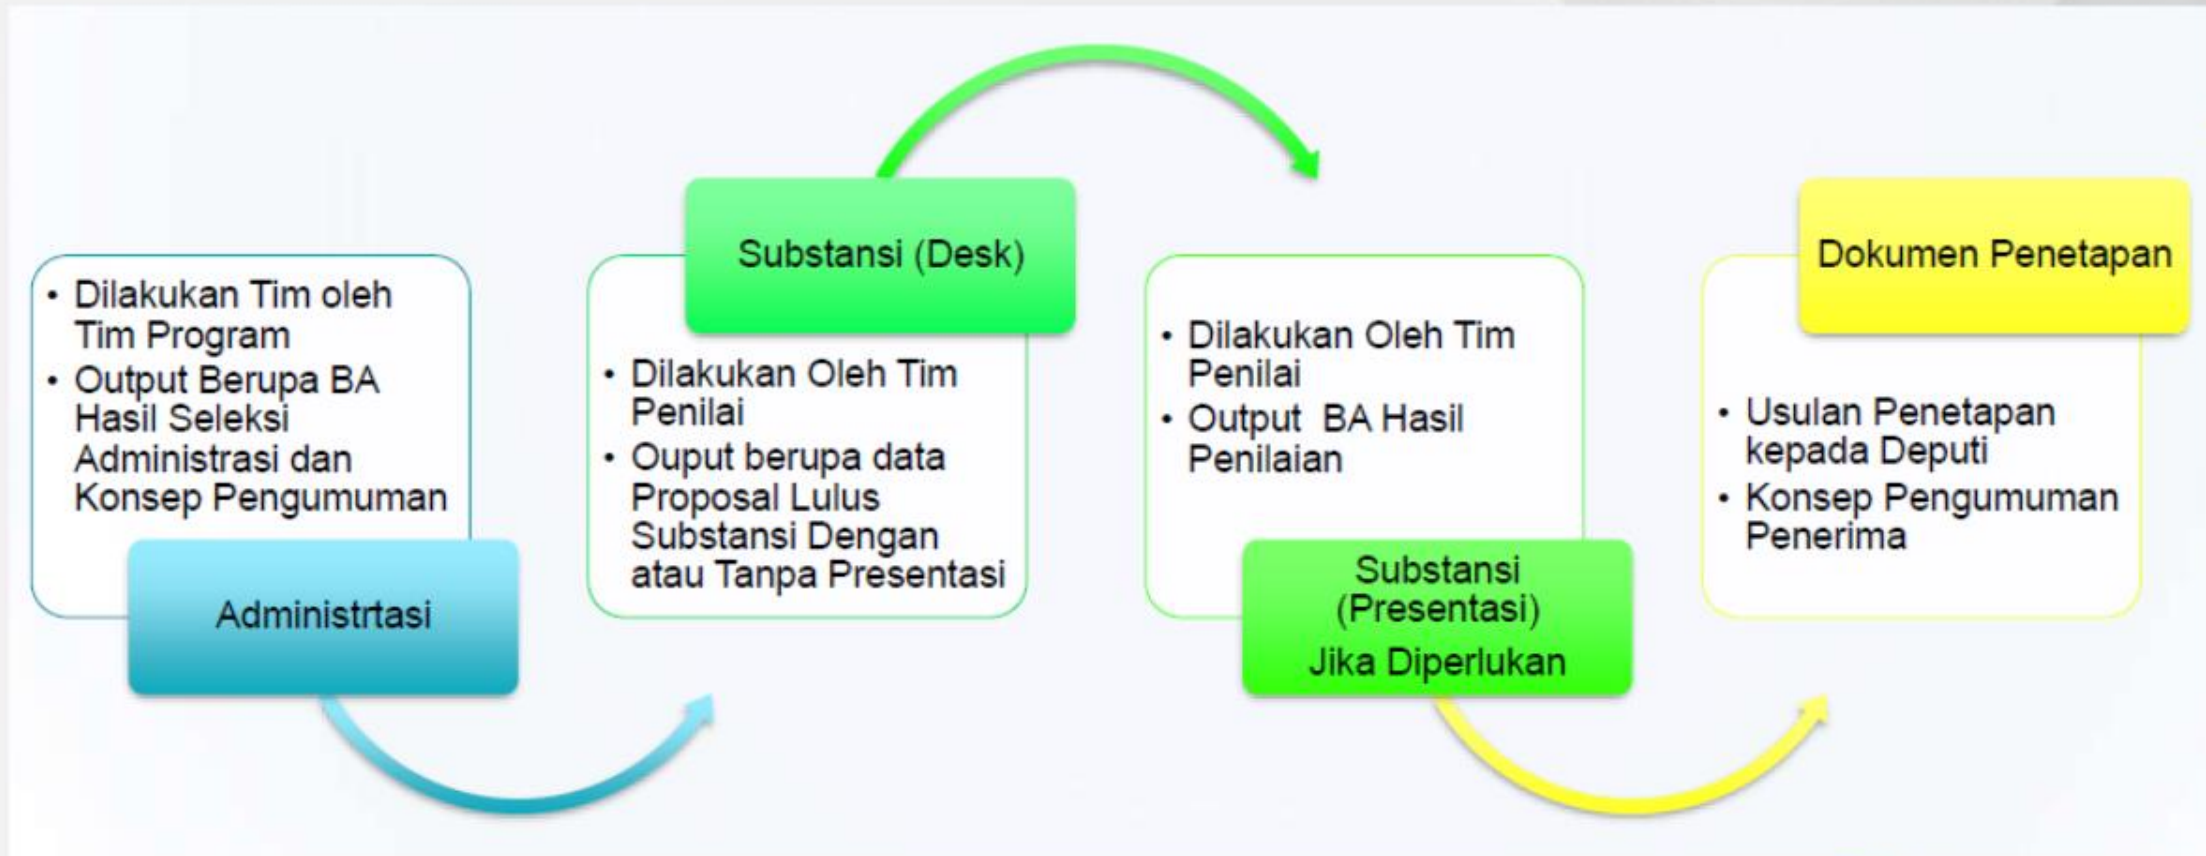 • Dilakukan Tim oleh
Tim Program
• Output Berupa BA
Hasil Seleksi
Administrasi dan
Konsep Pengumuman
Administrtasi
Substansi (Desk)
• Dilakukan Oleh Tim
Penilai
• Ouput berupa data
Proposal Lulus
Substansi Dengan
atau Tanpa Presentasi
• Dilakukan Oleh Tim
Penilai
• Output BA Hasil
Penilaian
Substansi
(Presentasi)
Jika Diperlukan
Dokumen Penetapan
• Usulan Penetapan
kepada Deputi
• Konsep Pengumuman
Penerima